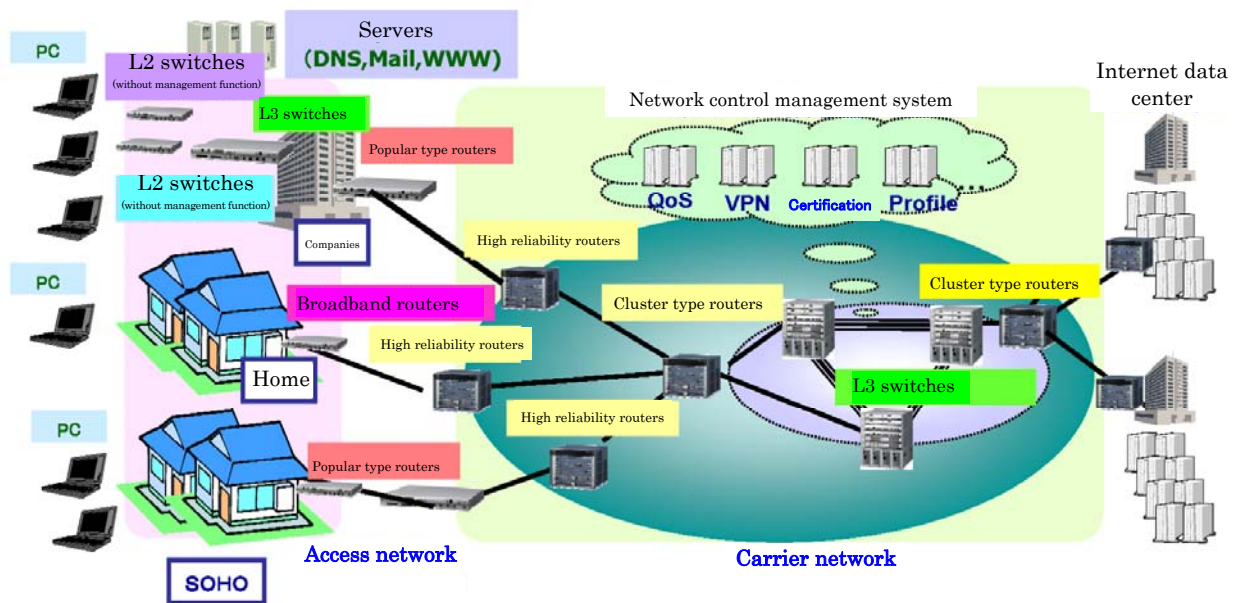 Servers
(DNS,Mail,WWW)
PC
L2 switches
(without management function)
L3 switches
Popular type routers
L2 switches
(without management function)
Companies
Network control management system
QoS
VPN
Certification
Profile
...
Internet data
center
PC
High reliability routers
Broadband routers
High reliability routers
Home
Cluster type routers
Cluster type routers
L3 switches
High reliability routers
PC
Popular type routers
Access network
Carrier network
SOHO